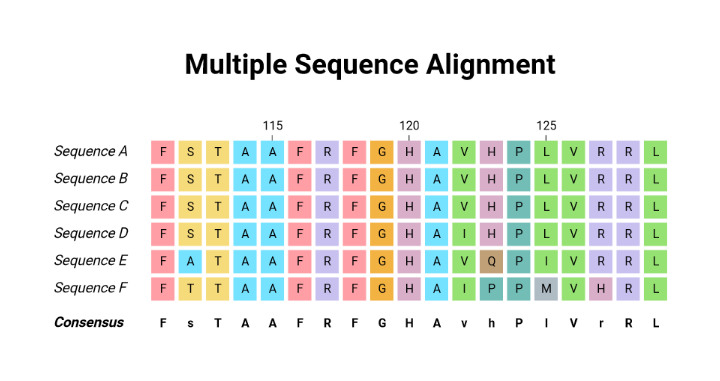 Multiple Sequence Alignment
115 120 125
Sequence A F S T A A F R F G H A V H P L V R R L
Sequence B F S T A A F R F G H A V H P L V R R L
Sequence C F S T A A F R F G H A V H P L V R R L
Sequence D F S T A A F R F G H A I H P L V R R L
Sequence E F A T A A F R F G H A V Q P I V R R L
Sequence F F T T A A F R F G H A I P P M V H R L
Consensus F s T A A F R F G H A v h P l V r R L